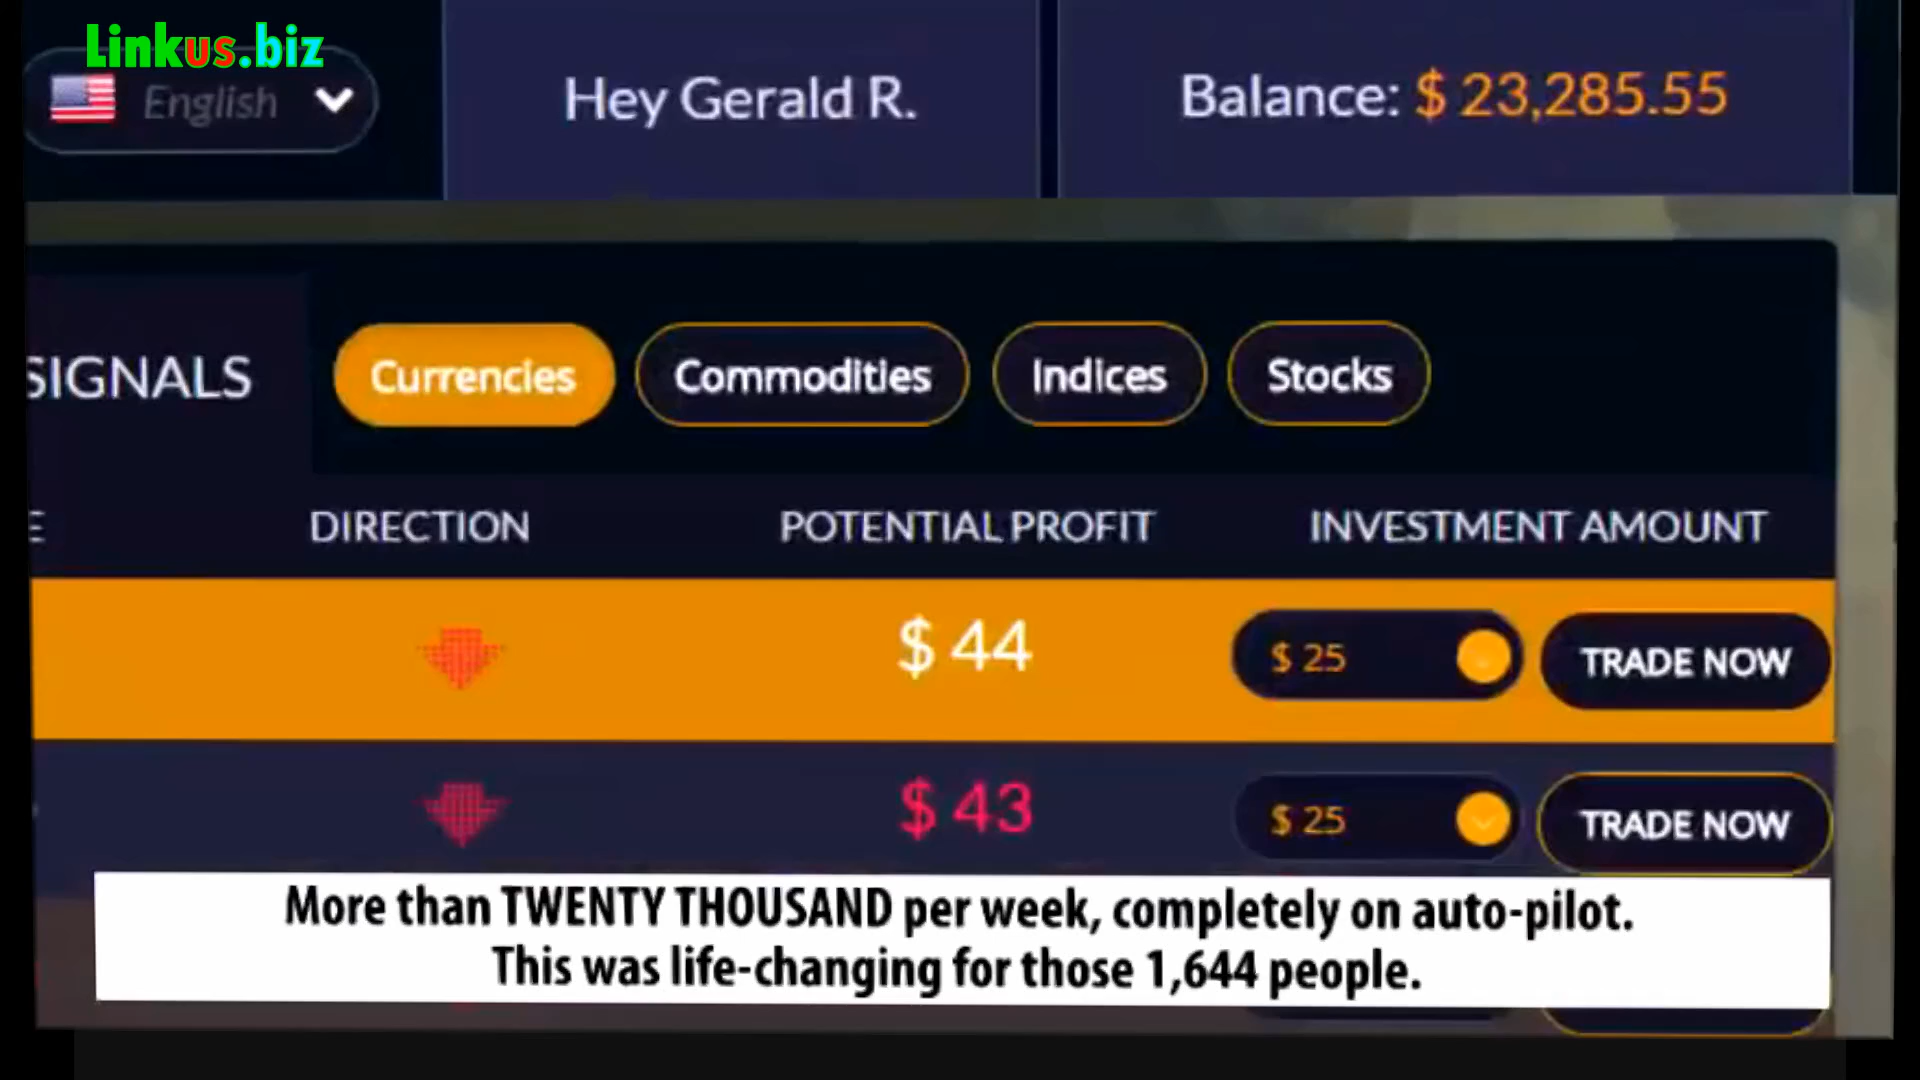 Linkus.biz
English
Hey Gerald R.
Balance: $ 23,285.55
SIGNALS
Currencies
Commodities
Indices
Stocks
E
DIRECTION
POTENTIAL PROFIT
INVESTMENT AMOUNT
$ 44
$ 25
TRADE NOW
$ 43
$ 25
TRADE NOW
More than TWENTY THOUSAND per week, completely on auto-pilot.
This was life-changing for those 1,644 people.